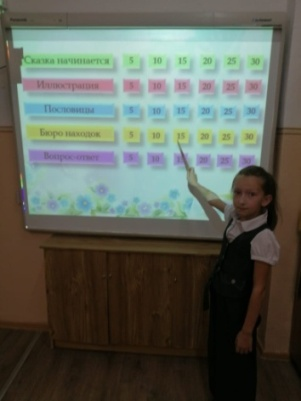 Сказка начинается 5 10 15 20 25 30
Иллюстрация 5 10 15 20 25 30
Пословицы 5 10 15 20 25 30
Бюро находок 5 10 15 20 25 30
Вопрос-ответ 5 10 15 20 25 30